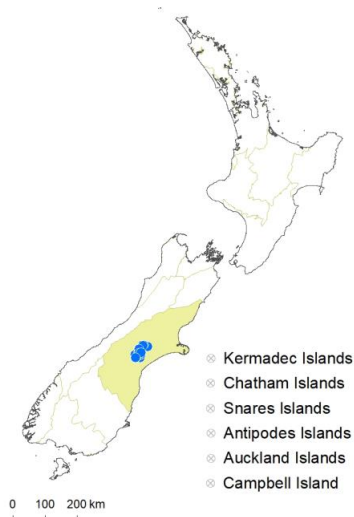 Kermadec Islands
Chatham Islands
Snares Islands
Antipodes Islands
Auckland Islands
Campbell Island
0 100 200 km